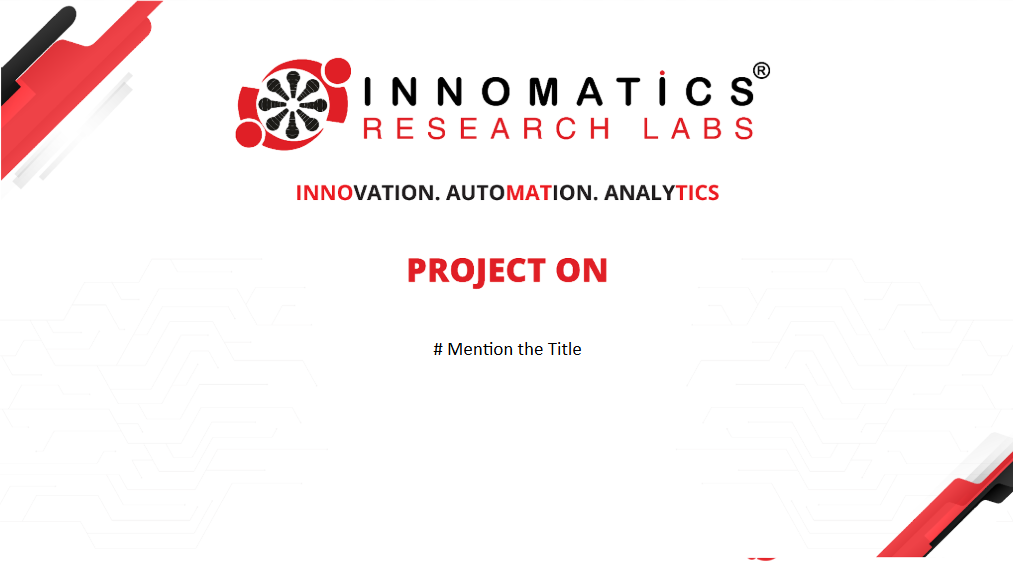 INNOMATICS®
RESEARCH LABS
INNOVATION. AUTOMATION. ANALYTICS
PROJECT ON
# Mention the Title